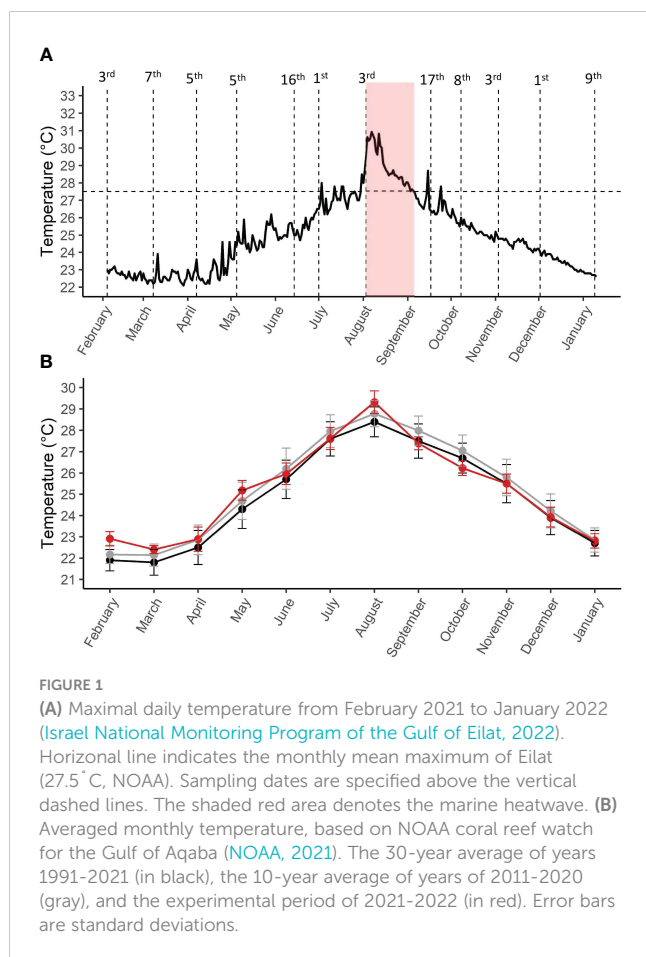 A
3rd 7th 5th 5th 16th 1st 3rd 17th 8th 3rd 1st 9th
Temperature (°C)
33
32
31
30
29
28
27
26
25
24
23
22
February March April May June July August September October November December January
B
Temperature (°C)
30
29
28
27
26
25
24
23
22
21
February March April May June July August September October November December January
FIGURE 1
(A) Maximal daily temperature from February 2021 to January 2022
(Israel National Monitoring Program of the Gulf of Eilat, 2022).
Horizonal line indicates the monthly mean maximum of Eilat
(27.5˚C, NOAA). Sampling dates are specified above the vertical
dashed lines. The shaded red area denotes the marine heatwave. (B)
Averaged monthly temperature, based on NOAA coral reef watch
for the Gulf of Aqaba (NOAA, 2021). The 30-year average of years
1991-2021 (in black), the 10-year average of years of 2011-2020
(gray), and the experimental period of 2021-2022 (in red). Error bars
are standard deviations.